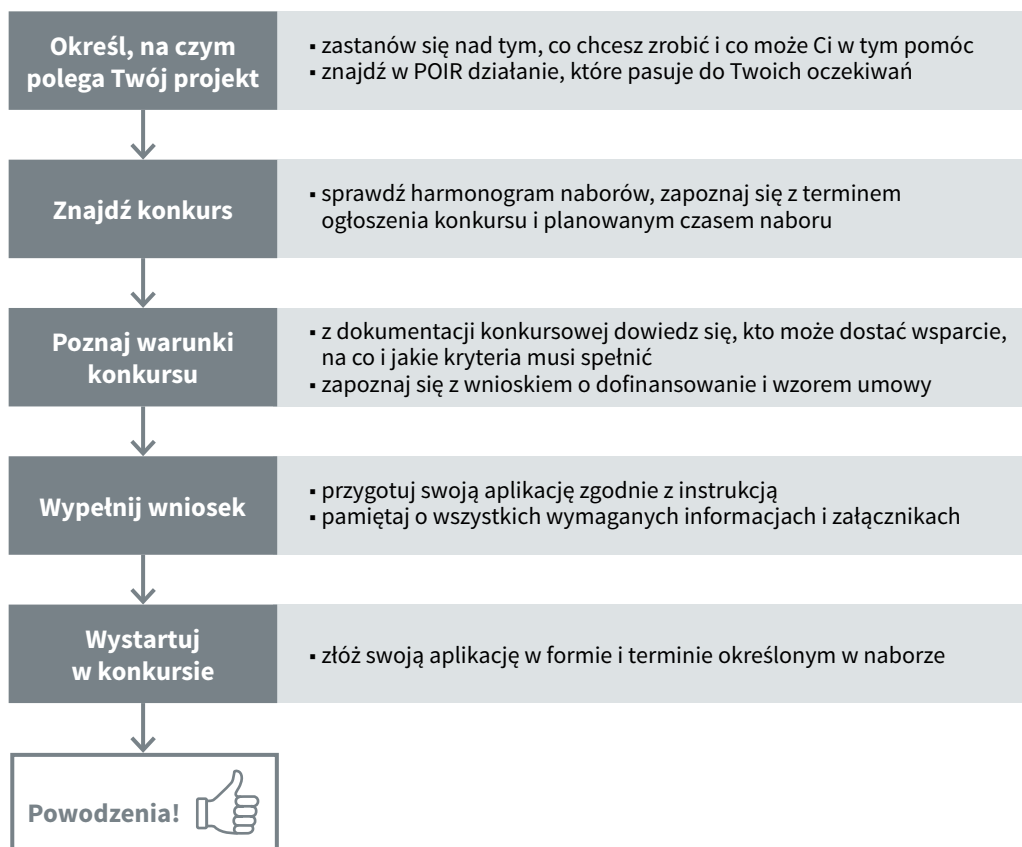 Określ, na czym
polega Twój projekt
▪ zastanów się nad tym, co chcesz zrobić i co może Ci w tym pomóc
▪ znajdź w POIR działanie, które pasuje do Twoich oczekiwań
Znajdź konkurs
▪ sprawdź harmonogram naborów, zapoznaj się z terminem
ogłoszenia konkursu i planowanym czasem naboru
Poznaj warunki
konkursu
▪ z dokumentacji konkursowej dowiedz się, kto może dostać wsparcie,
na co i jakie kryteria musi spełnić
▪ zapoznaj się z wnioskiem o dofinansowanie i wzorem umowy
Wypełnij wniosek
▪ przygotuj swoją aplikację zgodnie z instrukcją
▪ pamiętaj o wszystkich wymaganych informacjach i załącznikach
Wystartuj
w konkursie
▪ złóż swoją aplikację w formie i terminie określonym w naborze
Powodzenia!